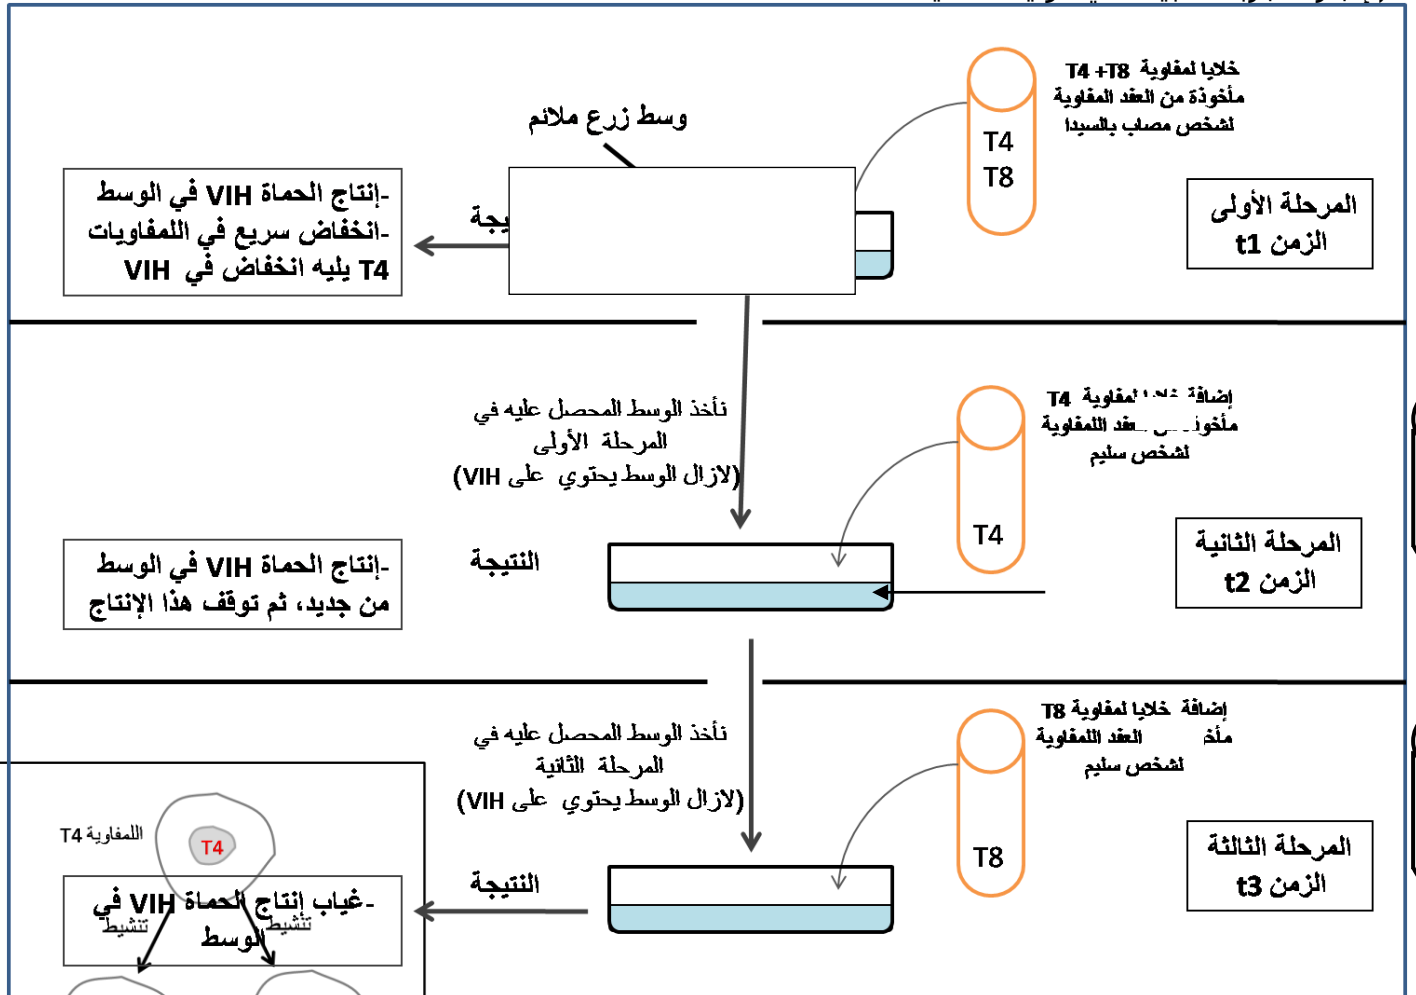 خلايا لمفاوية T4 +T8
مأخوذة من العقد المفاوية
لشخص مصاب بالسيدا
وسط زرع ملائم
T4
T8
المرحلة الأولى
الزمن t1
-إنتاج الحماة VIH في الوسط
-انخفاض سريع في اللمفاويات
T4 يليه انخفاض في VIH
إضافة لمفاوية T4
العقد اللمفاوية
لشخص سليم
نأخذ الوسط المحصل عليه في
المرحلة الأولى
(لازال الوسط يحتوي على VIH)
T4
المرحلة الثانية
الزمن t2
النتيجة
-إنتاج الحماة VIH في الوسط
من جديد، ثم توقف هذا الإنتاج
إضافة خلايا لمفاوية T8
العقد اللمفاوية
لشخص سليم
نأخذ الوسط المحصل عليه في
المرحلة الثانية
(لازال الوسط يحتوي على VIH)
T8
المرحلة الثالثة
الزمن t3
النتيجة
اللمفاوية T4
T4
-غياب إنتاج الحماة VIH في
الوسط
تنشيط
تنشيط